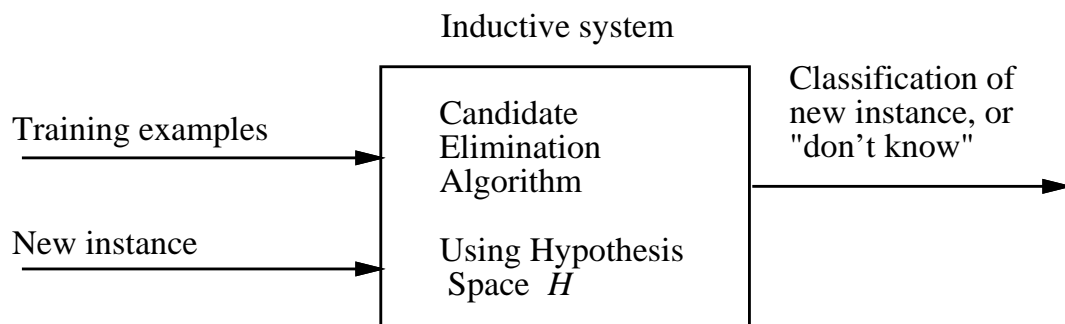 Inductive system
Training examples
New instance
Candidate
Elimination
Algorithm
Using Hypothesis
Space H
Classification of
new instance, or
"don't know"